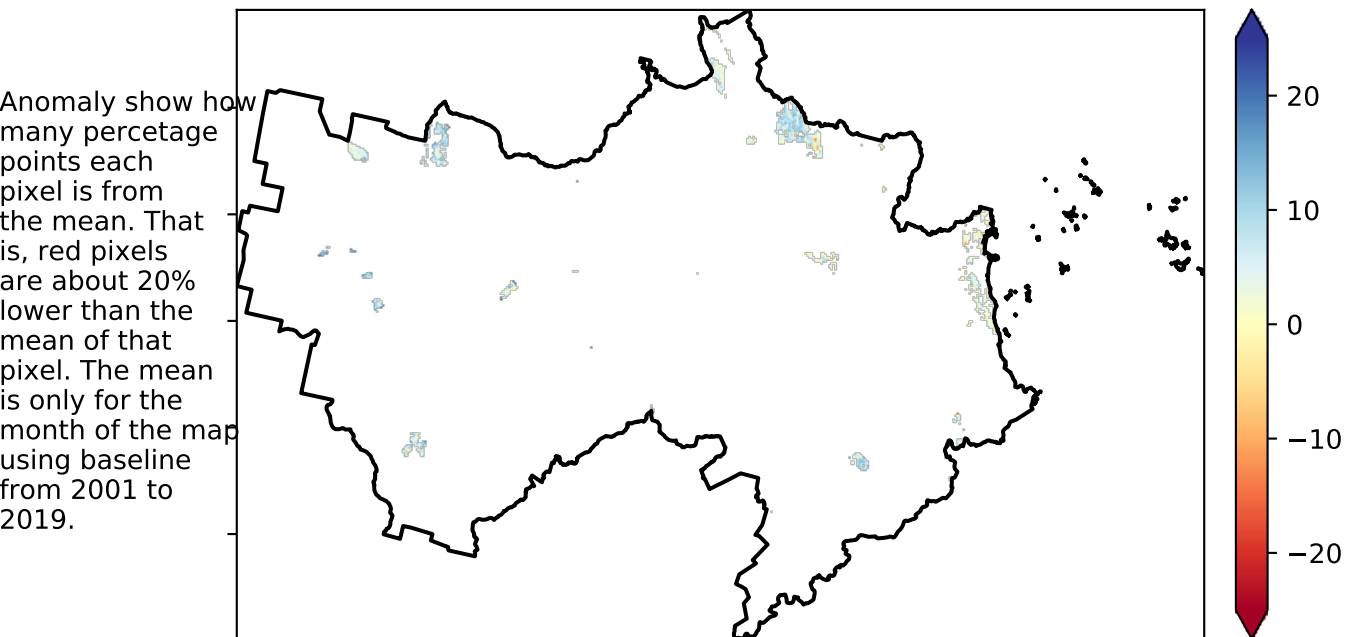 Anomaly show how
many percetage
points each
pixel is from
the mean. That
is, red pixels
are about 20%
lower than the
mean of that
pixel. The mean
is only for the
month of the map
using baseline
from 2001 to
2019.
20
10
0
−10
−20